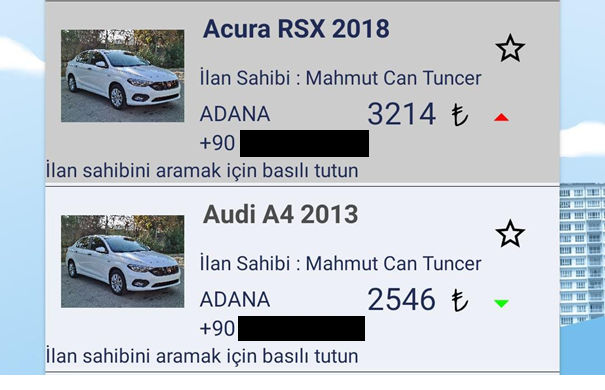 Acura RSX 2018
İlan Sahibi : Mahmut Can Tuncer
ADANA 3214 ₺
+90
İlan sahibini aramak için basılı tutun
Audi A4 2013
İlan Sahibi : Mahmut Can Tuncer
ADANA 2546 ₺
+90
İlan sahibini aramak için basılı tutun